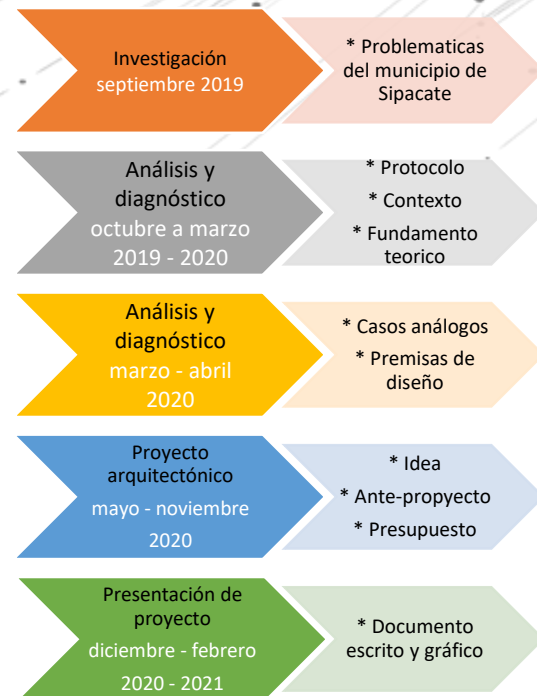 Investigación
septiembre 2019
* Problematicas
del municipio de
Sipacate
Análisis y
diagnóstico
octubre a marzo
2019 - 2020
* Protocolo
* Contexto
* Fundamento
teorico
Análisis y
diagnóstico
marzo - abril
2020
* Casos análogos
* Premisas de
diseño
Proyecto
arquitectónico
mayo - noviembre
2020
* Idea
* Ante-propyecto
* Presupuesto
Presentación de
proyecto
diciembre - febrero
2020 - 2021
* Documento
escrito y gráfico